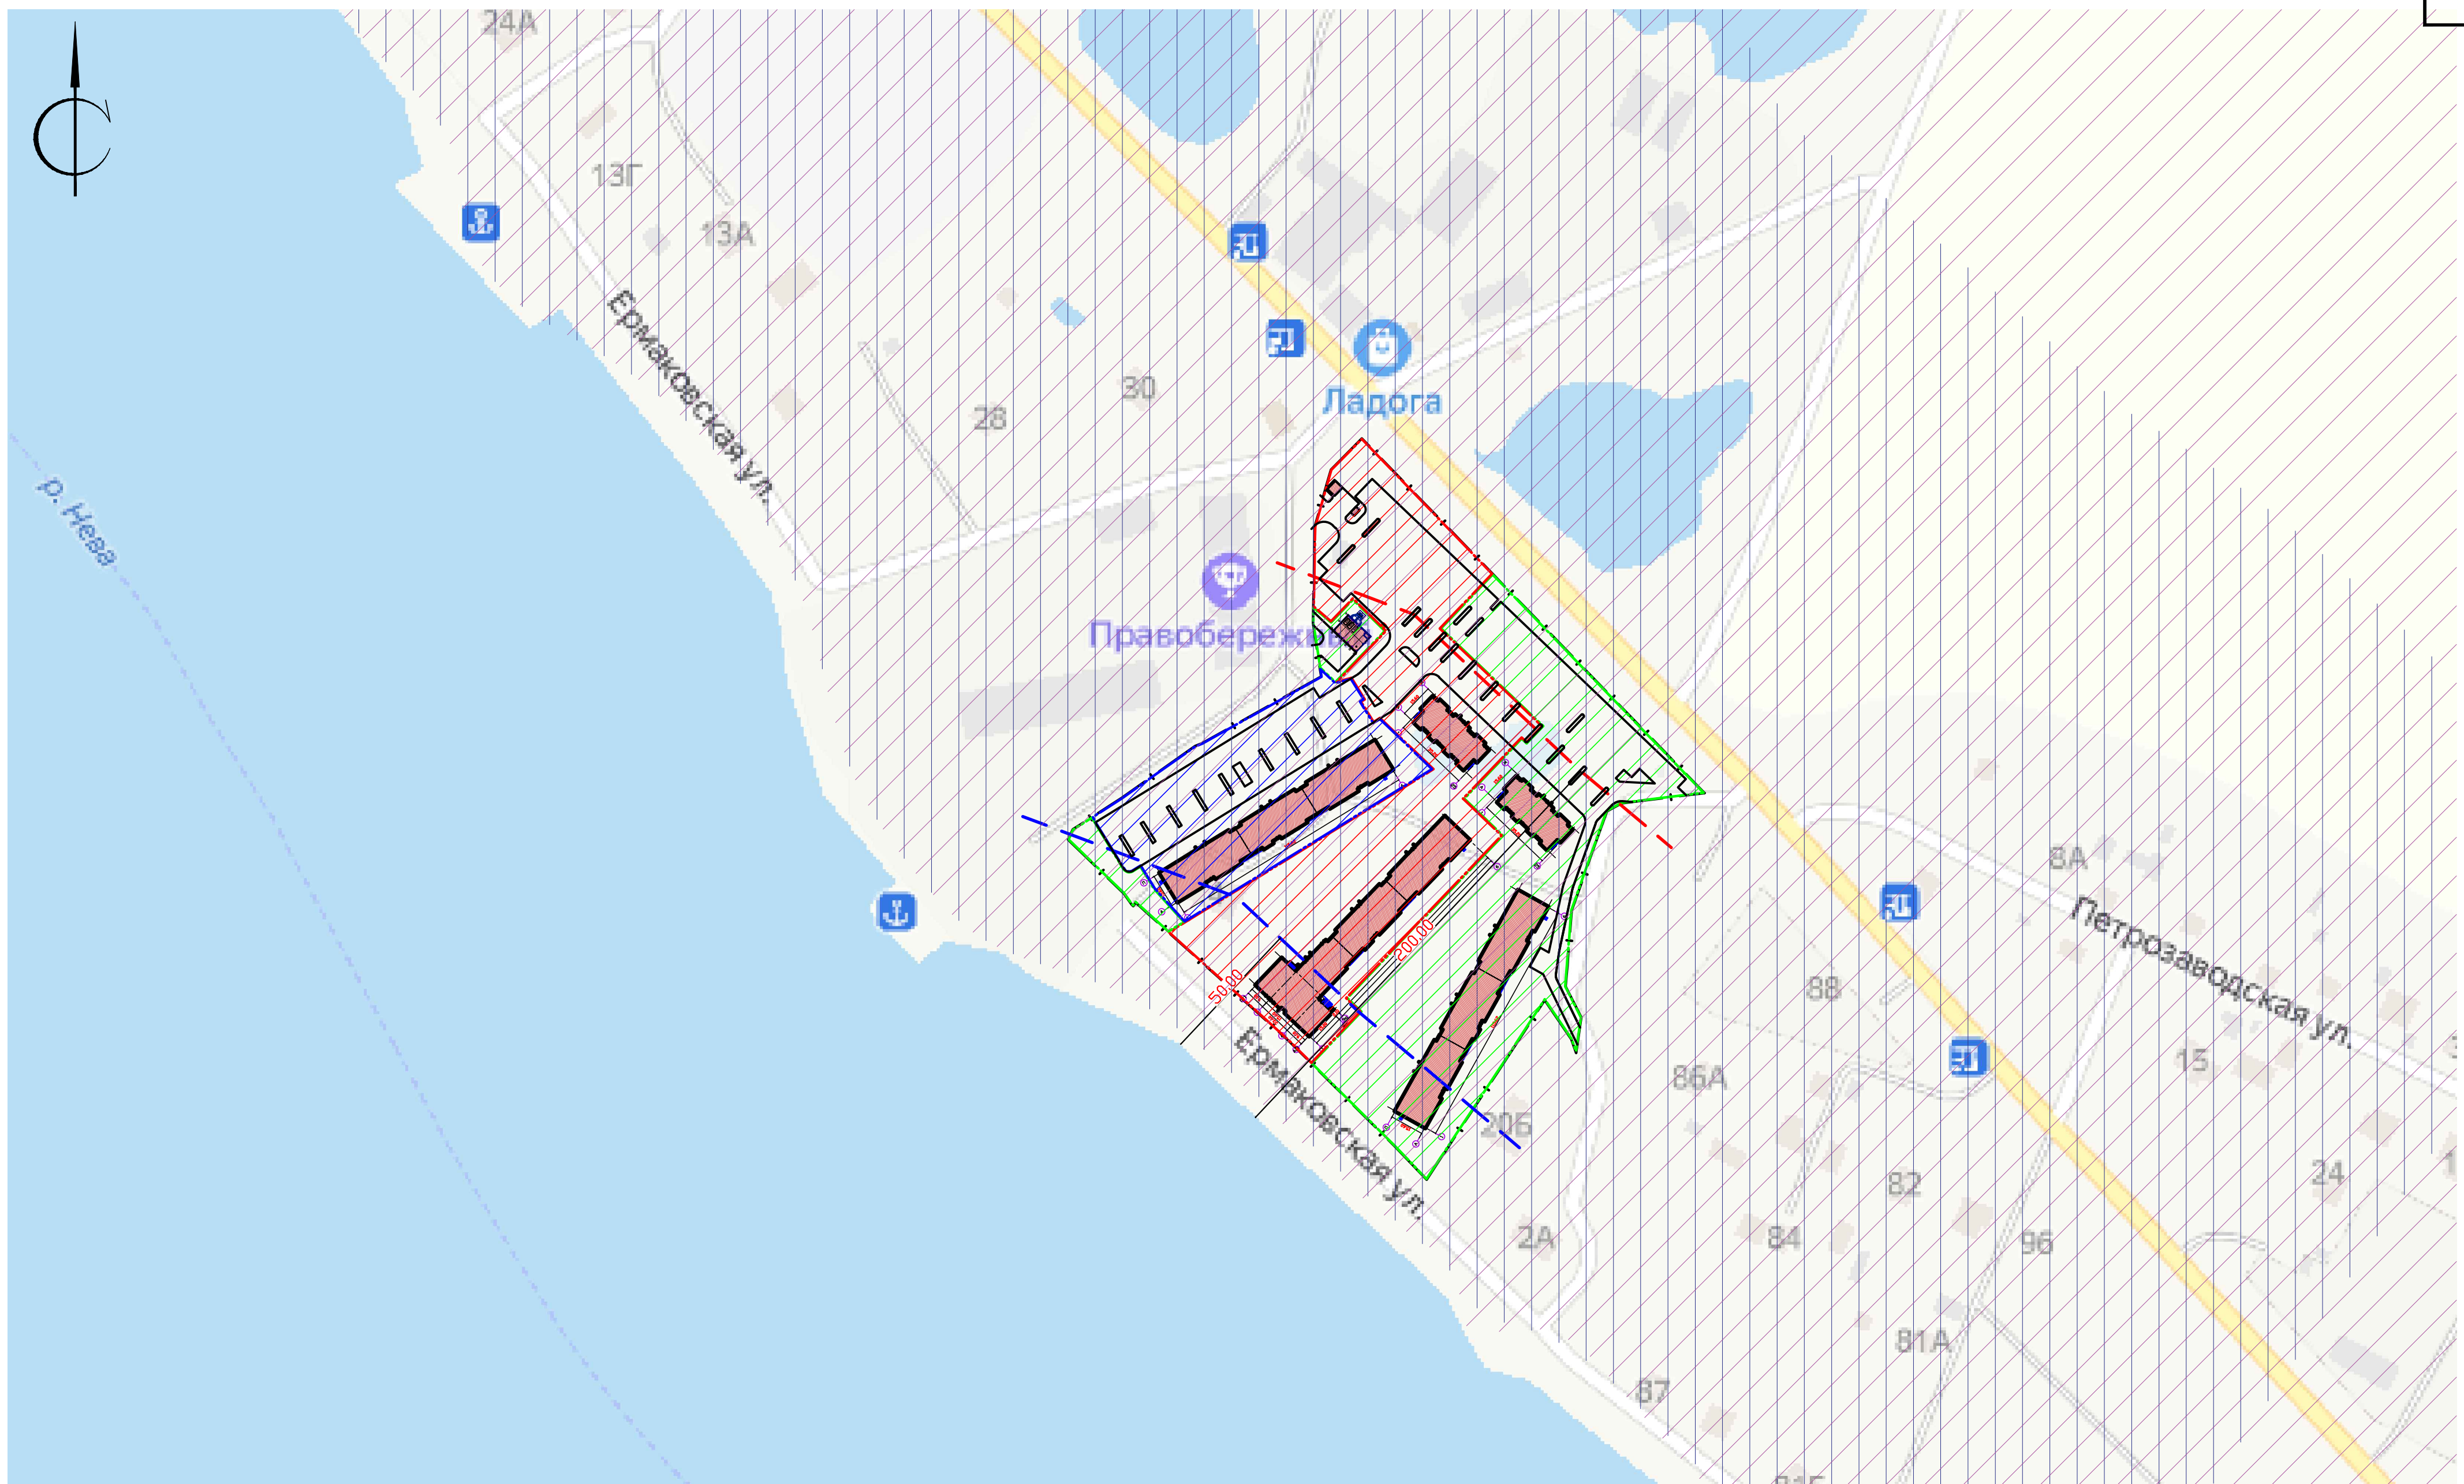 24А
13Г
13А
Ермаковская ул.
р. Нева
28
30
Ладога
Правобережн
8А
Петрозаводская ул.
88
15
86А
50.00
200.00
Ермаковская ул.
20Б
2А
82
84
96
24
81А
87